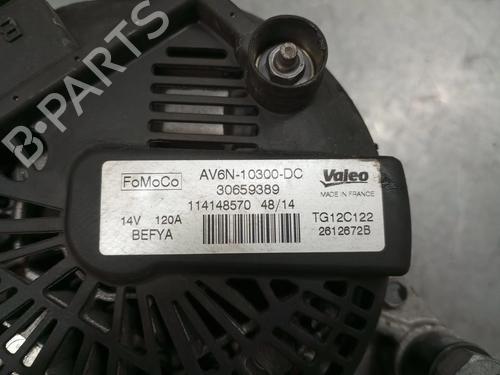 FoMoCo
AV6N-10300-DC
30659389
114148570 48/14
14V 120A
BEFYA
Valeo
MADE IN FRANCE
TG12C122
2612672B
B-PARTS